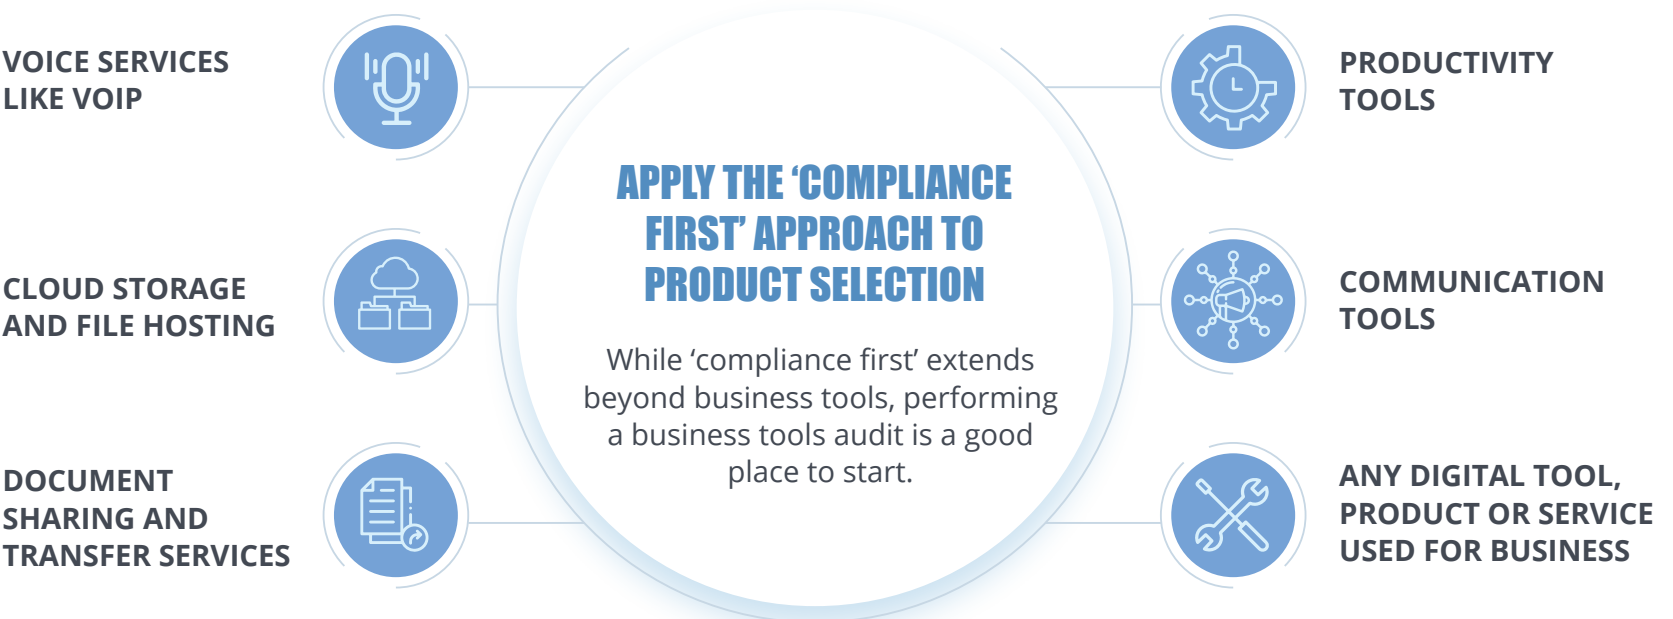 VOICE SERVICES
LIKE VOIP
CLOUD STORAGE
AND FILE HOSTING
DOCUMENT
SHARING AND
TRANSFER SERVICES
APPLY THE ‘COMPLIANCE
FIRST’ APPROACH TO
PRODUCT SELECTION
While ‘compliance first’ extends
beyond business tools, performing
a business tools audit is a good
place to start.
PRODUCTIVITY
TOOLS
COMMUNICATION
TOOLS
ANY DIGITAL TOOL,
PRODUCT OR SERVICE
USED FOR BUSINESS